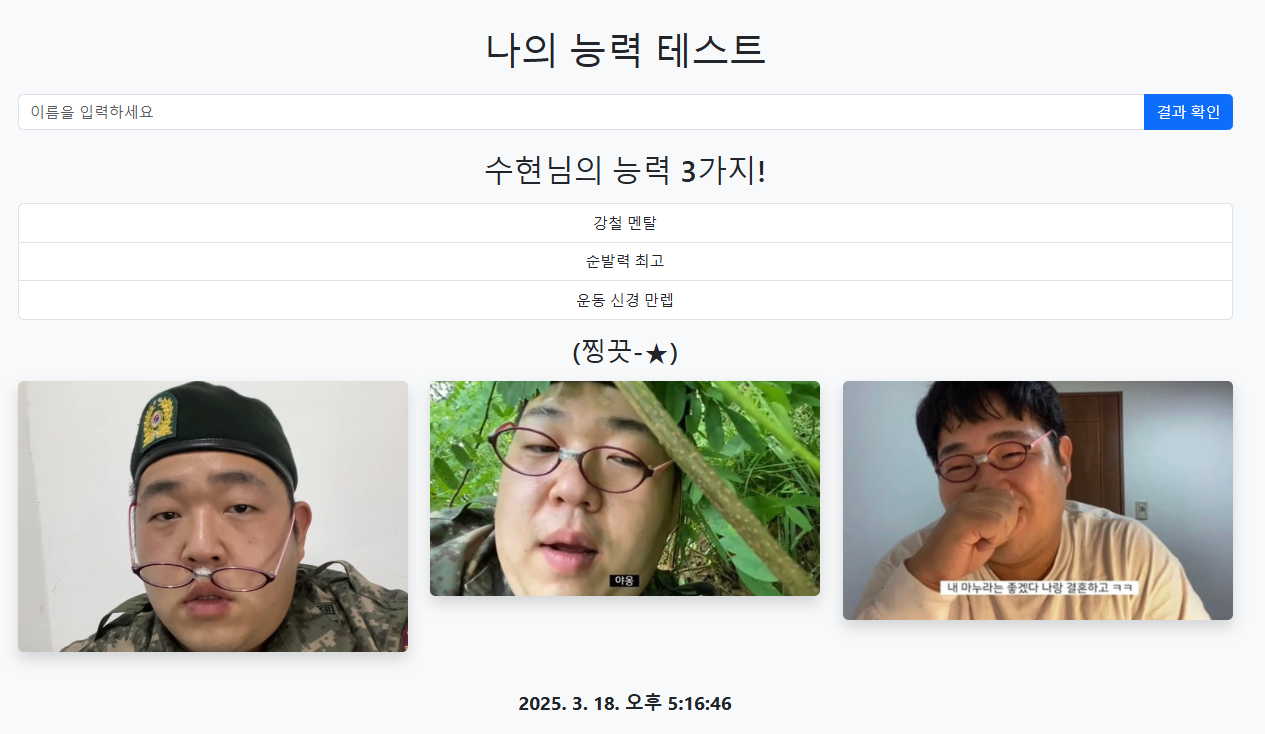 나의 능력 테스트
이름을 입력하세요
결과 확인
수현님의 능력 3가지!
강철 멘탈
순발력 최고
운동 신경 만렙
(찡끗-★)
야옹
내 마누라는 좋겠다 나랑 결혼하고 ㅋㅋ
2025. 3. 18. 오후 5:16:46